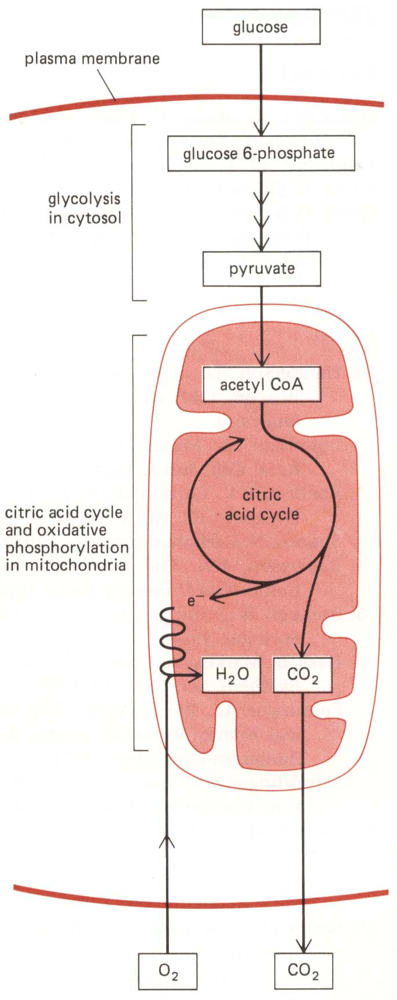 glucose
plasma membrane
glucose 6-phosphate
glycolysis
in cytosol
pyruvate
acetyl CoA
citric
acid cycle
citric acid cycle
and oxidative
phosphorylation
in mitochondria
e⁻
H₂O
CO₂
O₂
CO₂